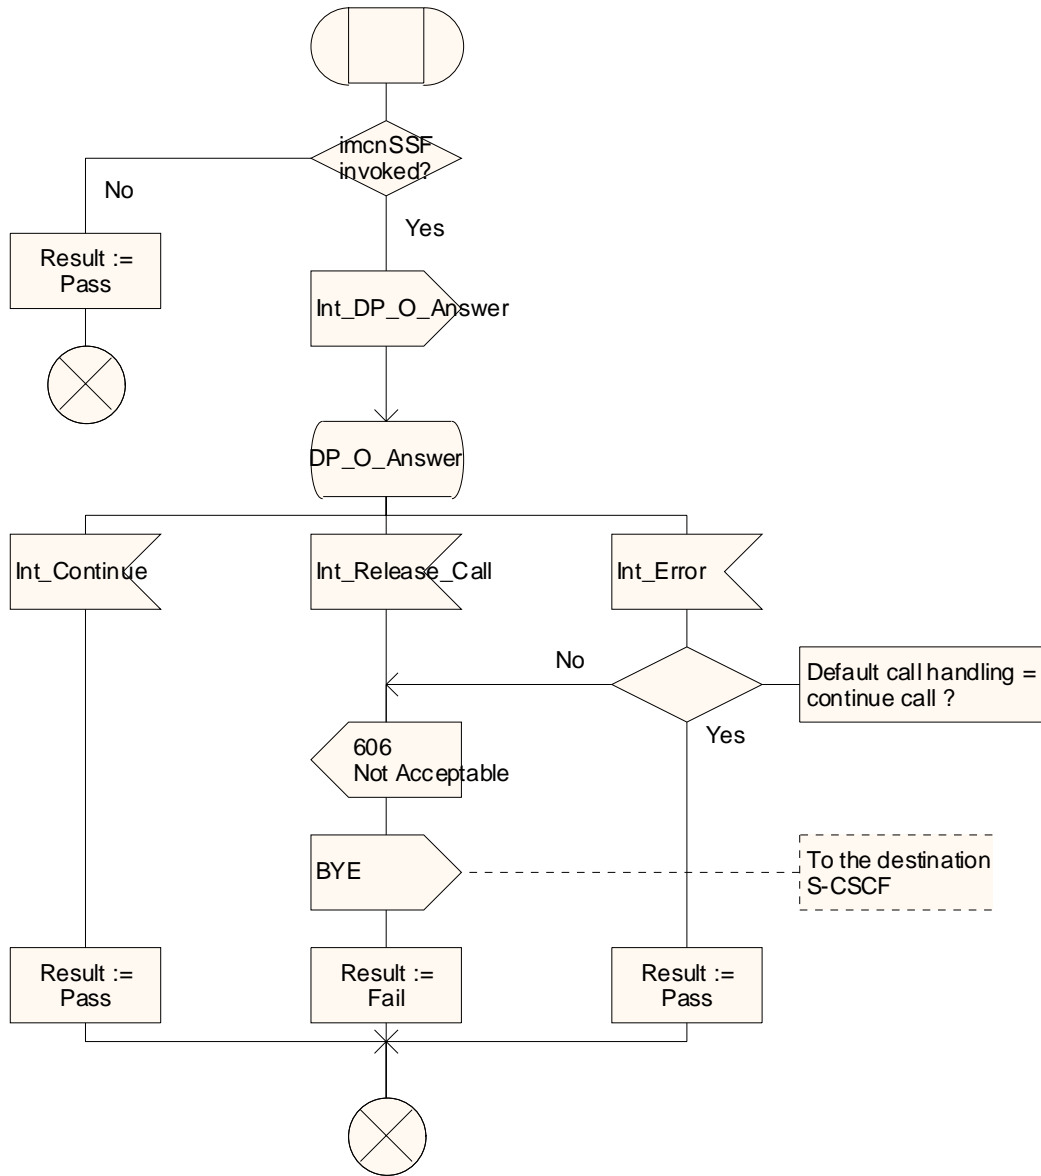 imcnSSF
invoked?
No
Yes
Result :=
Pass
Int_DP_O_Answer
DP_O_Answer
Int_Continue
Int_Release_Call
Int_Error
No
Default call handling =
continue call ?
Yes
606
Not Acceptable
BYE
To the destination
S-CSCF
Result :=
Pass
Result :=
Fail
Result :=
Pass